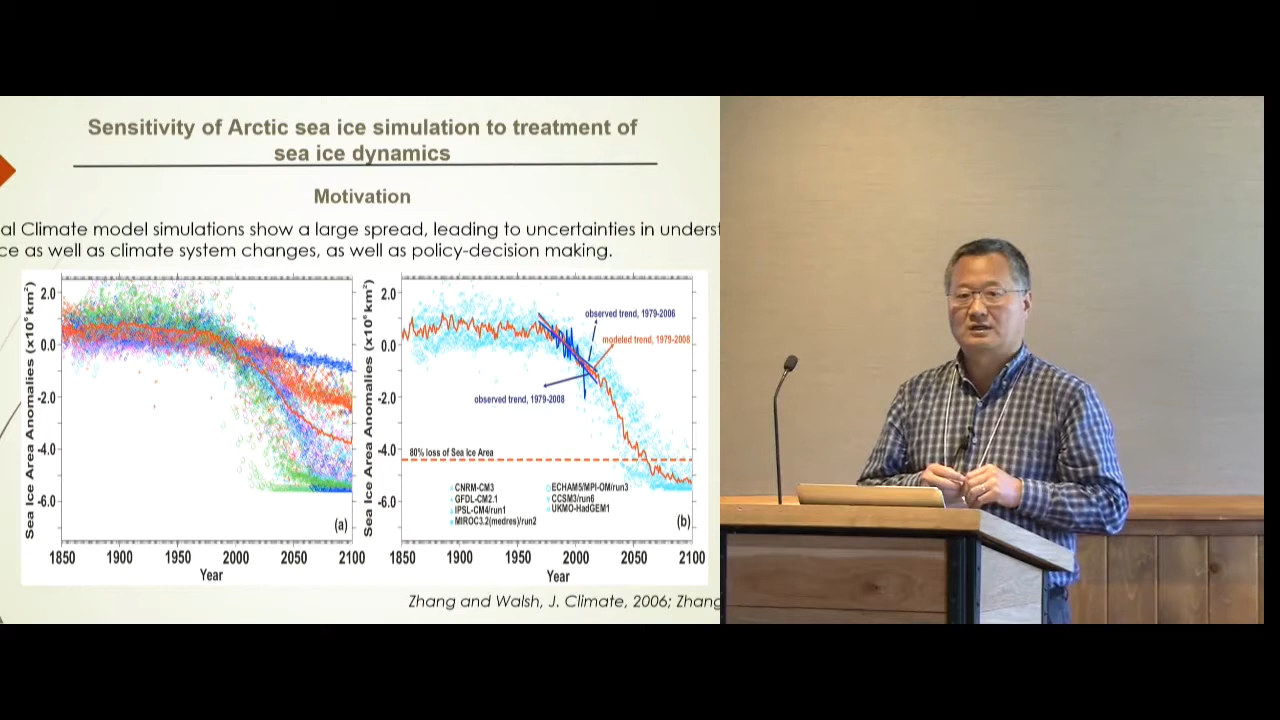 Sensitivity of Arctic sea ice simulation to treatment of
sea ice dynamics
Motivation
al Climate model simulations show a large spread, leading to uncertainties in underst
ce as well as climate system changes, as well as policy-decision making.
Sea Ice Area Anomalies (x10⁶ km²)
2.0
0.0
-2.0
-4.0
-6.0
(a)
1850 1900 1950 2000 2050 2100
Year
Sea Ice Area Anomalies (x10⁶ km²)
2.0
0.0
-2.0
-4.0
-6.0
observed trend, 1979-2006
modeled trend, 1979-2008
observed trend, 1979-2008
80% loss of Sea Ice Area
CNRM-CM3
GFDL-CM2.1
IPSL-CM4/run1
MIROC3.2(medres)/run2
ECHAM5/MPI-OM/run3
CCSM3/run6
UKMO-HadGEM1
(b)
1850 1900 1950 2000 2050 2100
Year
Zhang and Walsh, J. Climate, 2006; Zhang